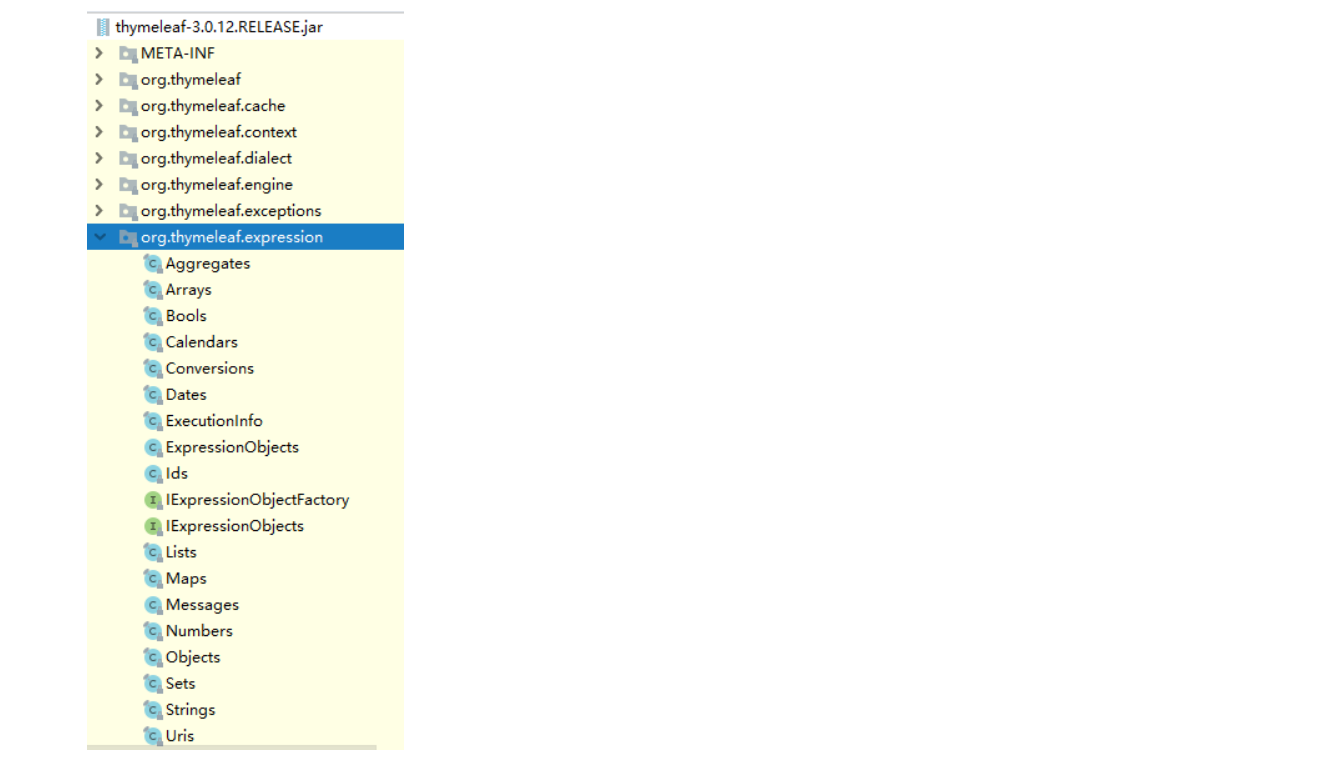 thymeleaf-3.0.12.RELEASE.jar
META-INF
org.thymeleaf
org.thymeleaf.cache
org.thymeleaf.context
org.thymeleaf.dialect
org.thymeleaf.engine
org.thymeleaf.exceptions
org.thymeleaf.expression
C Aggregates
C Arrays
C Bools
C Calendars
C Conversions
C Dates
C ExecutionInfo
C ExpressionObjects
C Ids
I IExpressionObjectFactory
I IExpressionObjects
C Lists
C Maps
C Messages
C Numbers
C Objects
C Sets
C Strings
C Uris